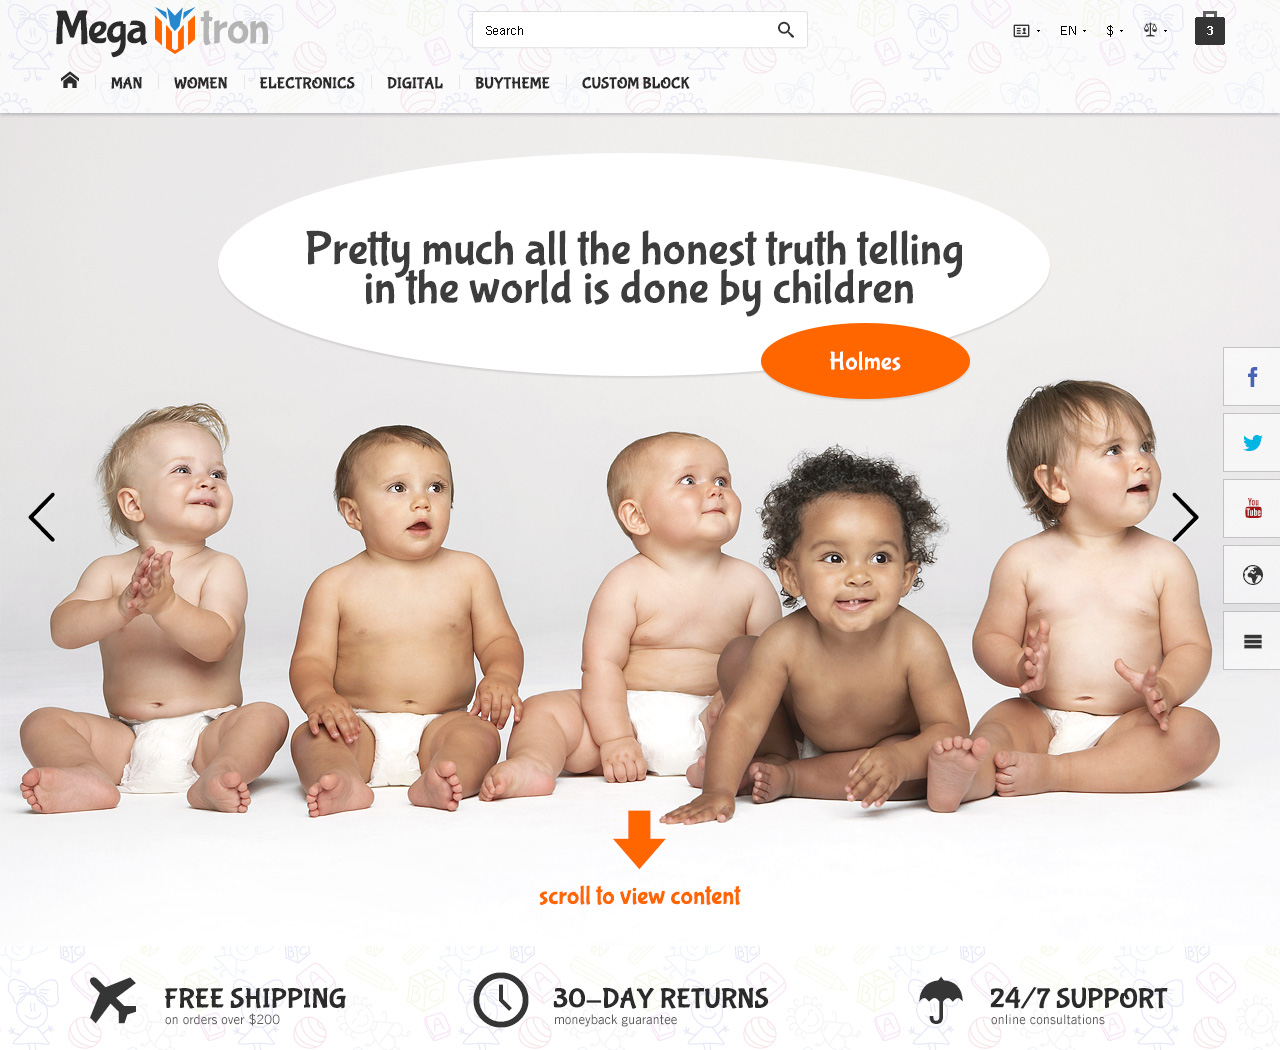 Mega tron
Search
EN
$
3
MAN
WOMEN
ELECTRONICS
DIGITAL
BUYTHEME
CUSTOM BLOCK
Pretty much all the honest truth telling
in the world is done by children
Holmes
f
You
Tube
scroll to view content
FREE SHIPPING
on orders over $200
30-DAY RETURNS
moneyback guarantee
24/7 SUPPORT
online consultations